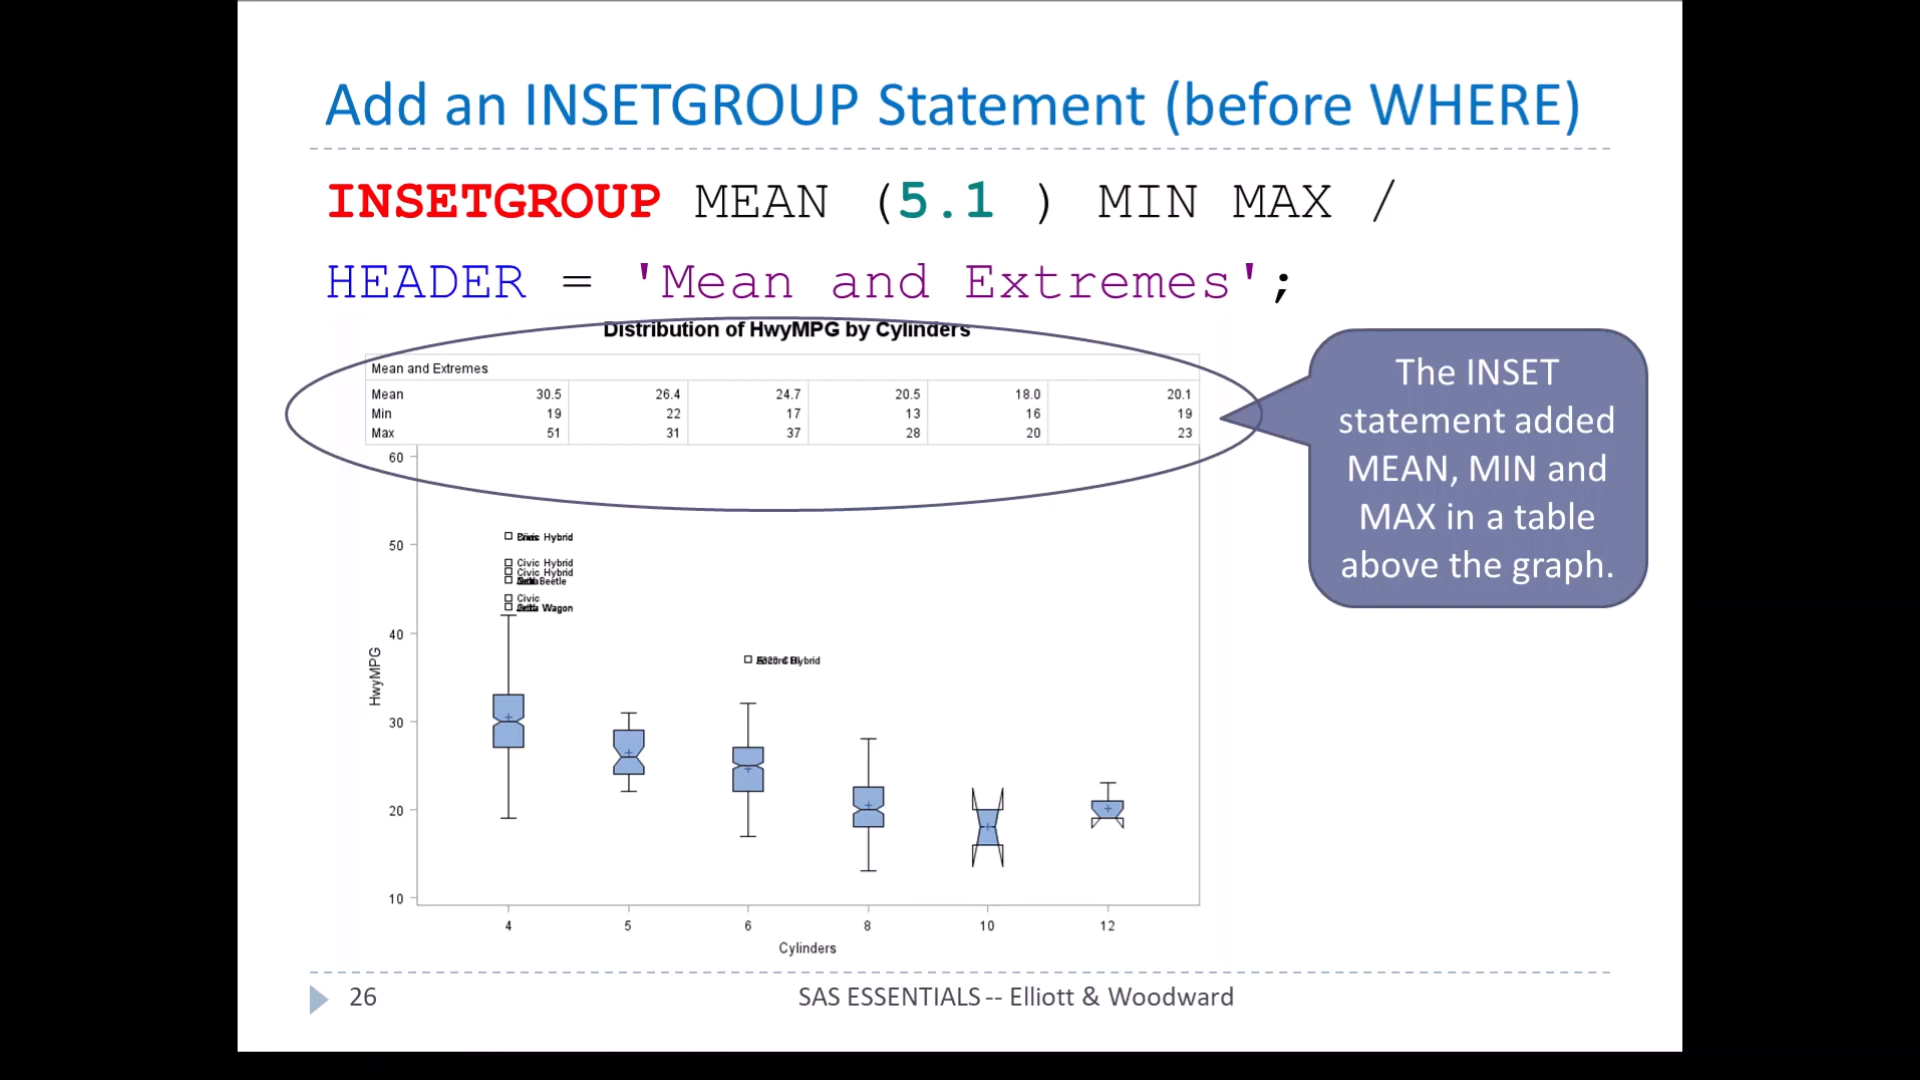 Add an INSETGROUP Statement (before WHERE)
INSETGROUP MEAN (5.1 ) MIN MAX /
HEADER = 'Mean and Extremes';
Distribution of HwyMPG by Cylinders
Mean and Extremes
Mean 30.5 26.4 24.7 20.5 18.0 20.1
Min 19 22 17 13 16 19
Max 51 31 37 28 20 23
The INSET
statement added
MEAN, MIN and
MAX in a table
above the graph.
60
50
40
30
20
10
HwyMPG
Hybrid
Civic Hybrid
Civic Hybrid
Beetle
Civic
Wagon
Hybrid
4 5 6 8 10 12
Cylinders
26
SAS ESSENTIALS -- Elliott & Woodward